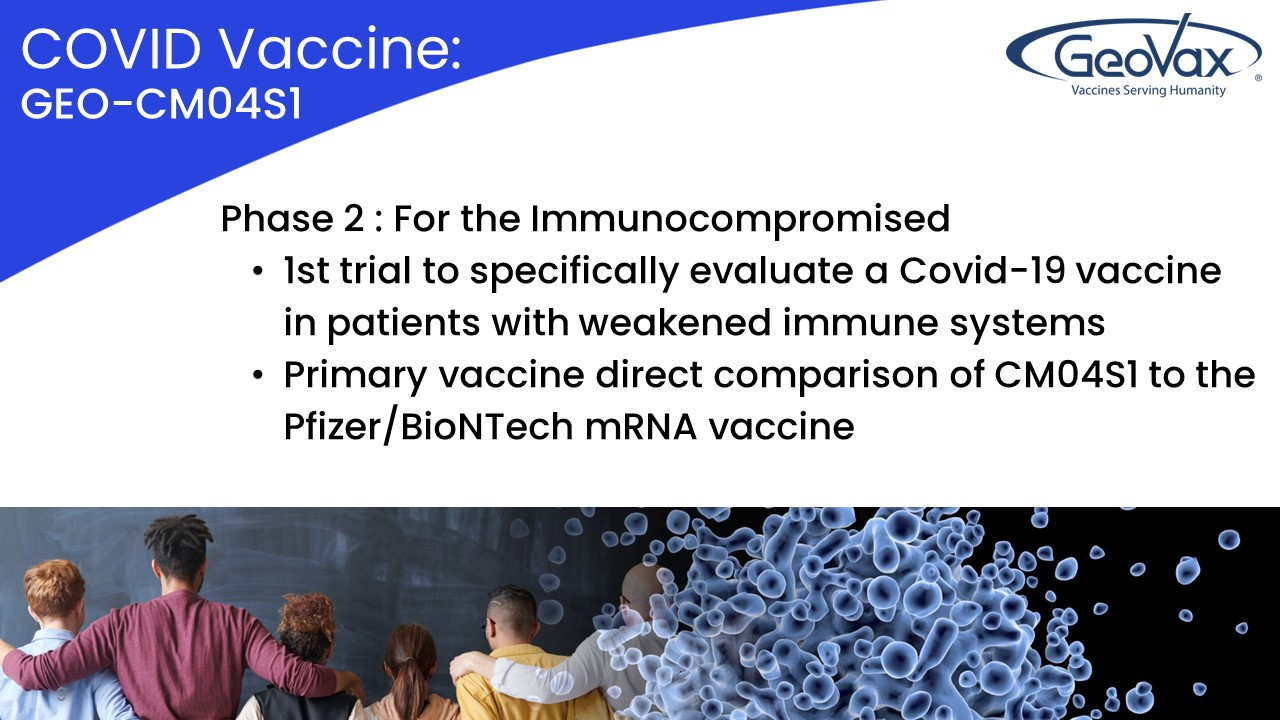 COVID Vaccine:
GEO-CM04S1
GeoVax®
Vaccines Serving Humanity
Phase 2 : For the Immunocompromised
• 1st trial to specifically evaluate a Covid-19 vaccine
in patients with weakened immune systems
• Primary vaccine direct comparison of CM04S1 to the
Pfizer/BioNTech mRNA vaccine